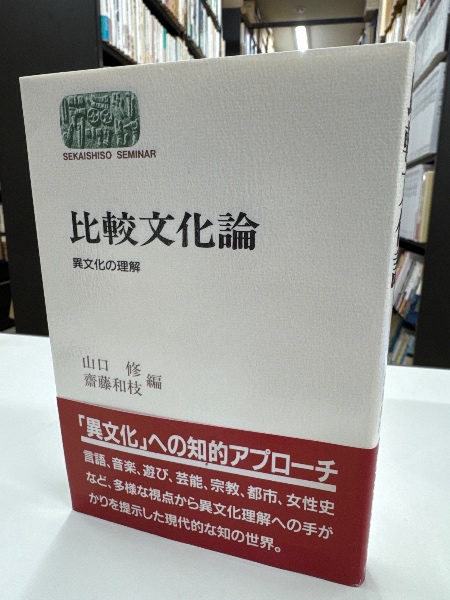 SEKAISHISO SEMINAR
比較文化論
異文化の理解
山口 修
齋藤和枝 編
「異文化」への知的アプローチ
言語、音楽、遊び、芸能、宗教、都市、女性史
など、多様な視点から異文化理解への手が
かりを提示した現代的な知の世界。